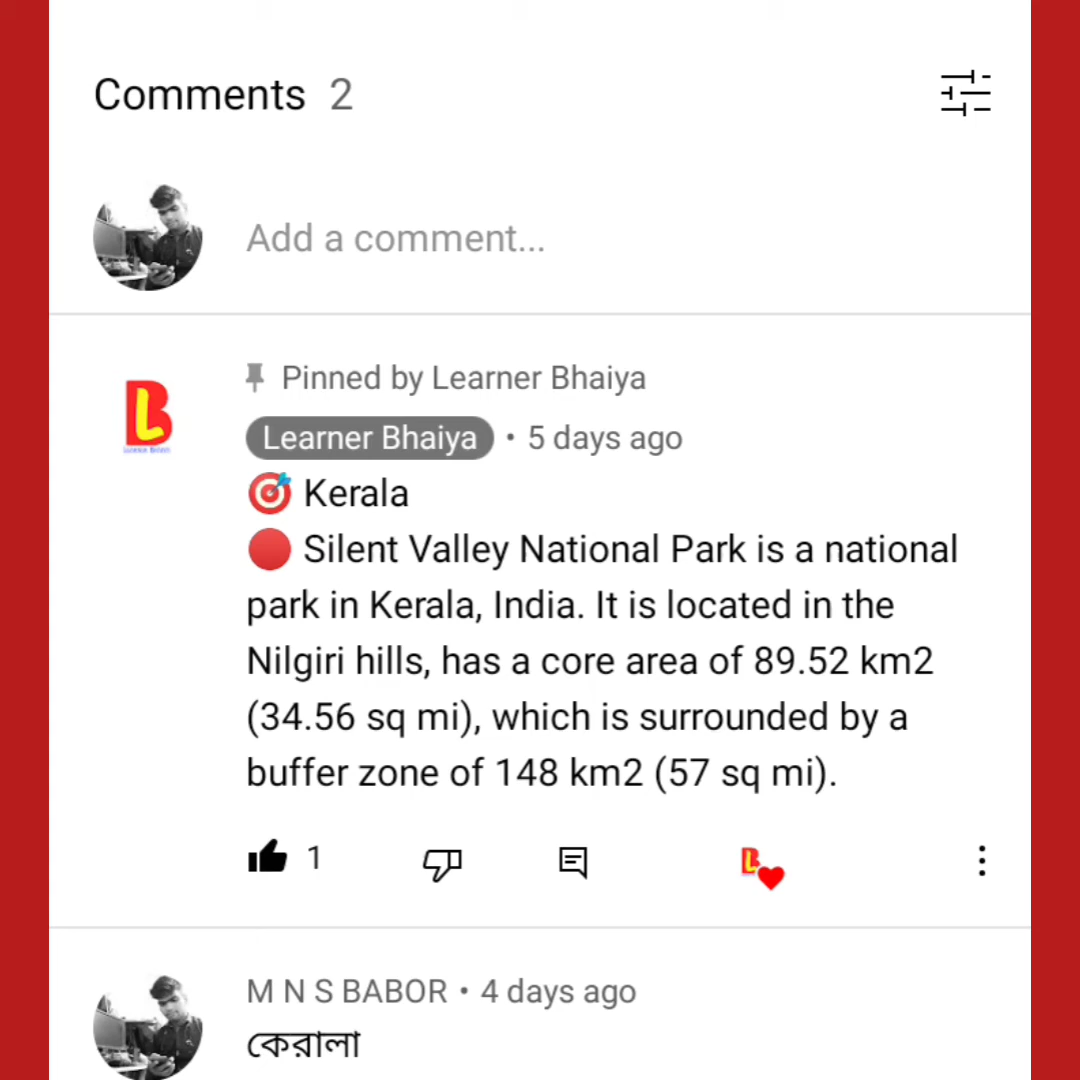 Comments 2
Add a comment...
Pinned by Learner Bhaiya
Learner Bhaiya • 5 days ago
🎯 Kerala
🔴 Silent Valley National Park is a national
park in Kerala, India. It is located in the
Nilgiri hills, has a core area of 89.52 km2
(34.56 sq mi), which is surrounded by a
buffer zone of 148 km2 (57 sq mi).
1
M N S BABOR • 4 days ago
কেরালা